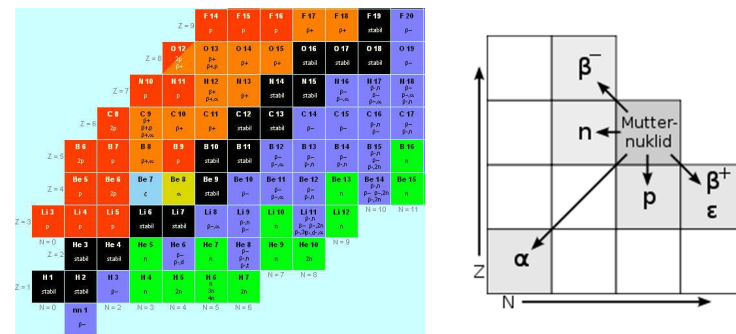 F 14 F 15 F 16 F 17 F 18 F 19 F 20
Z = 9 p p p β+ β+ stabil β−
O 12 O 13 O 14 O 15 O 16 O 17 O 18 O 19
Z = 8 2p β+ β+ β+ stabil stabil stabil β−
β+ β+,p
N 10 N 11 N 12 N 13 N 14 N 15 N 16 N 17 N 18
Z = 7 p p β+ β+ stabil stabil β− β-,n β-,n
β+,α β−,α β− β−
C 8 C 9 C 10 C 11 C 12 C 13 C 14 C 15 C 16 C 17
Z = 6 2p β+ β+ β+ stabil stabil β− β− β-,n β-,n
β+,p β− β−
β+,α
B 6 B 7 B 8 B 9 B 10 B 11 B 12 B 13 B 14 B 15 B 16
Z = 5 2p p β+,α p stabil stabil β− β-,n β-,n β-,n n
β−,α β− β− β−
β-,2n
Be 5 Be 6 Be 7 Be 8 Be 9 Be 10 Be 11 Be 12 Be 13 Be 14 Be 15
Z = 4 p 2p ε α stabil β− β− β-,n n β-,n n
β−,α β− β− β-,2n
Li 3 Li 4 Li 5 Li 6 Li 7 Li 8 Li 9 Li 10 Li 11 Li 12
Z = 3 p p p stabil stabil β−,α β-,n n β-,n n
β− β− β-,2n
N = 10 N = 11
N = 0 He 3 He 4 He 5 He 6 He 7 He 8 He 9 He 10 N = 9
Z = 2 stabil stabil n β− n β− n 2n
β-,d β-,n
β-,t
H 1 H 2 H 3 H 4 H 5 H 6 H 7 N = 7 N = 8
Z = 1 stabil stabil β− n 2n n 2n
3n
4n
N = 0 nn 1 N = 2 N = 3 N = 4 N = 5 N = 6
β−
β−
n
Mutter-
nuklid
β+
ε
p
α
Z
N